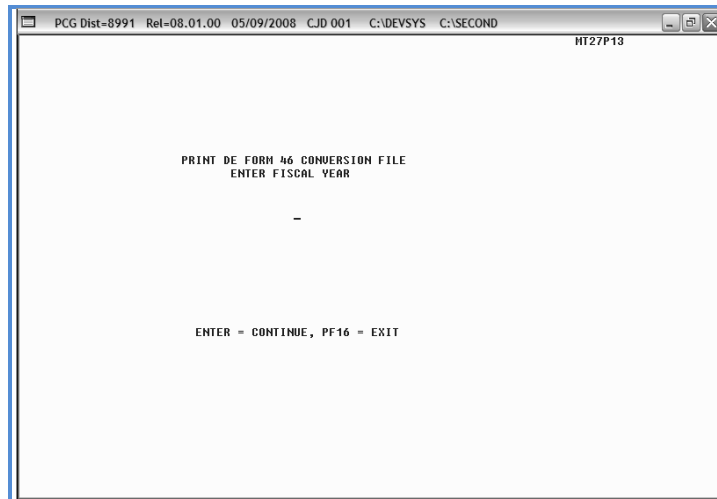 PCG Dist=8991 Rel=08.01.00 05/09/2008 CJD 001 C:\DEVSYS C:\SECOND
MT27P13
PRINT DE FORM 46 CONVERSION FILE
ENTER FISCAL YEAR
ENTER = CONTINUE, PF16 = EXIT